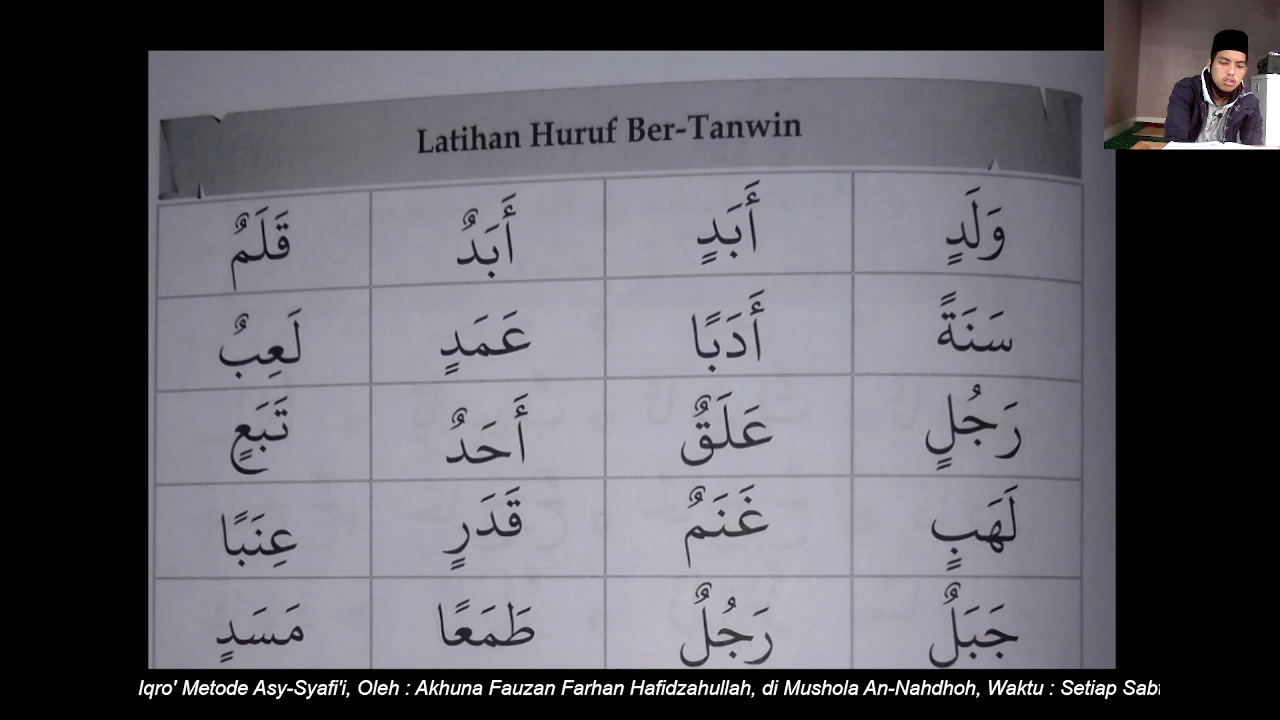 Latihan Huruf Ber-Tanwin
وَلَدٍ أَبَدٍ أَبَدٌ قَلَمٌ
سَنَةً أَدَبًا عَمَدٍ لَعِبٌ
رَجُلٍ عَلَقٌ أَحَدٌ تَبَعٍ
لَهَبٍ غَنَمٌ قَدَرٍ عِنَبًا
جَبَلٌ رَجُلٌ طَمَعًا مَسَدٍ
Iqro' Metode Asy-Syafi'i, Oleh : Akhuna Fauzan Farhan Hafidzahullah, di Mushola An-Nahdhoh, Waktu : Setiap